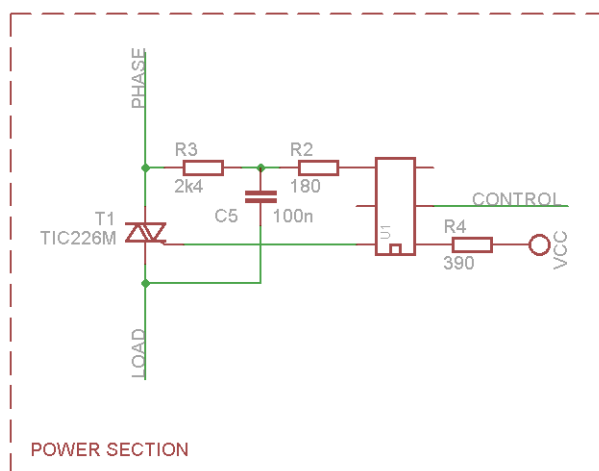 PHASE
R3
2k4
R2
180
C5
100n
T1
TIC226M
U1
CONTROL
R4
390
VCC
LOAD
POWER SECTION